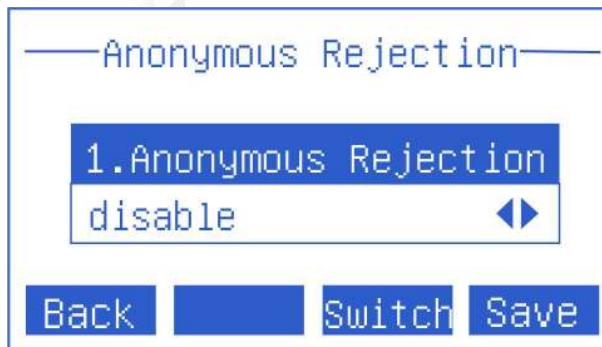 Anonymous Rejection
1.Anonymous Rejection
disable
Back Switch Save